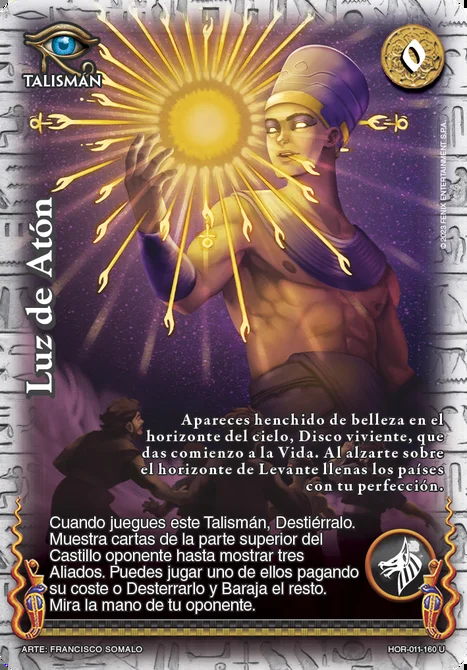 0
TALISMÁN
© 2023 FENIX ENTERTAINMENT S.P.A.
Luz de Atón
Apareces henchido de belleza en el
horizonte del cielo, Disco viviente, que
das comienzo a la Vida. Al alzarte sobre
el horizonte de Levante llenas los países
con tu perfección.
Cuando juegues este Talismán, Destiérralo.
Muestra cartas de la parte superior del
Castillo oponente hasta mostrar tres
Aliados. Puedes jugar uno de ellos pagando
su coste o Desterrarlo y Baraja el resto.
Mira la mano de tu oponente.
ARTE: FRANCISCO SOMALO
HOR-011-160 U